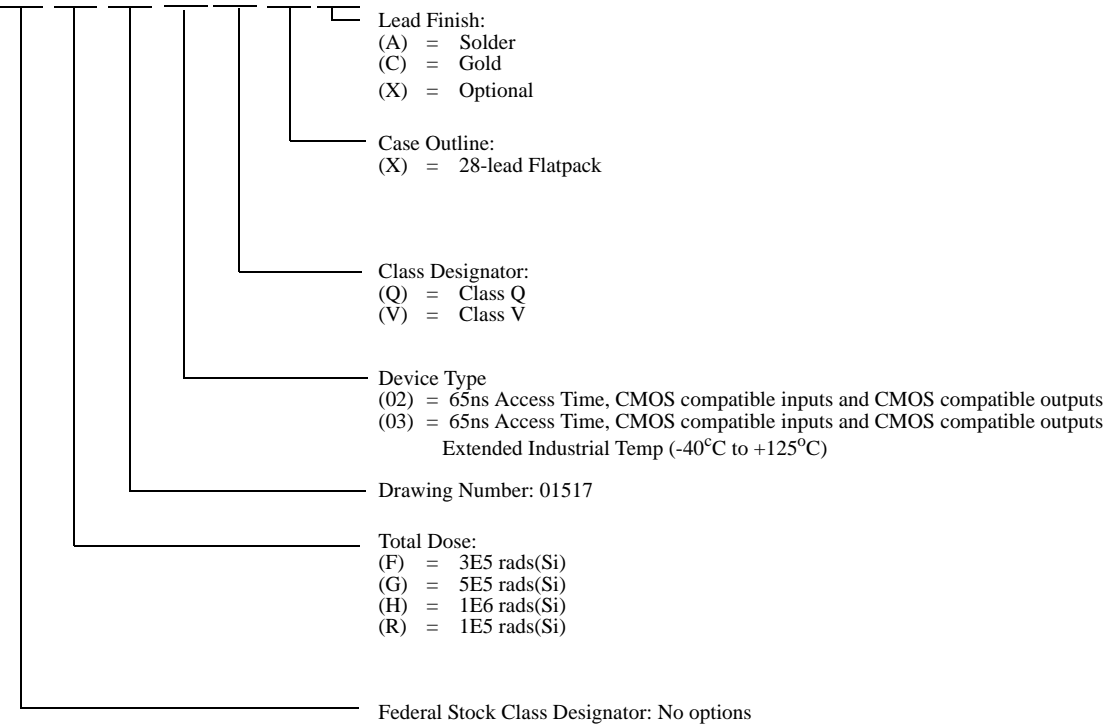 Lead Finish:
(A) = Solder
(C) = Gold
(X) = Optional
Case Outline:
(X) = 28-lead Flatpack
Class Designator:
(Q) = Class Q
(V) = Class V
Device Type
(02) = 65ns Access Time, CMOS compatible inputs and CMOS compatible outputs
(03) = 65ns Access Time, CMOS compatible inputs and CMOS compatible outputs
Extended Industrial Temp (-40ᶜC to +125ᵒC)
Drawing Number: 01517
Total Dose:
(F) = 3E5 rads(Si)
(G) = 5E5 rads(Si)
(H) = 1E6 rads(Si)
(R) = 1E5 rads(Si)
Federal Stock Class Designator: No options